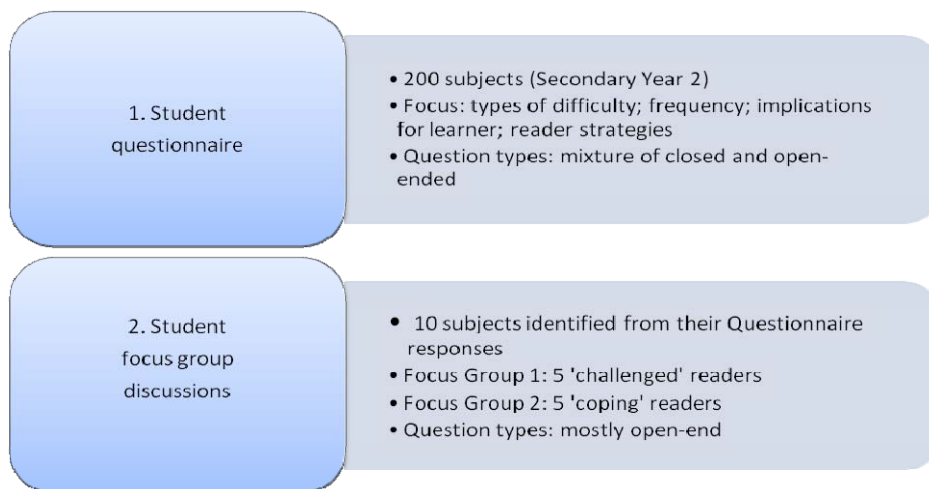 1. Student
questionnaire
• 200 subjects (Secondary Year 2)
• Focus: types of difficulty; frequency; implications
for learner; reader strategies
• Question types: mixture of closed and open-
ended
2. Student
focus group
discussions
• 10 subjects identified from their Questionnaire
responses
• Focus Group 1: 5 'challenged' readers
• Focus Group 2: 5 'coping' readers
• Question types: mostly open-end